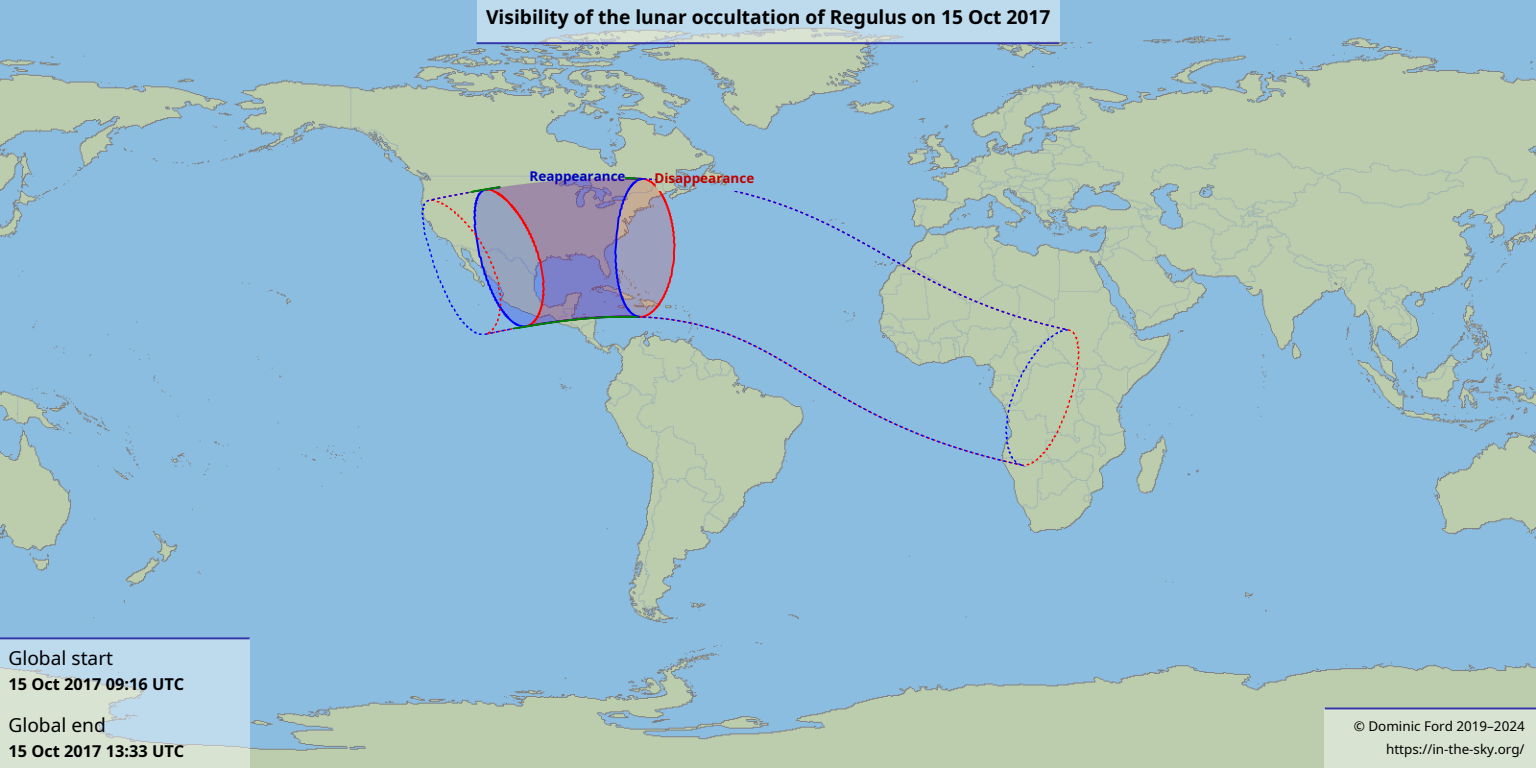 Visibility of the lunar occultation of Regulus on 15 Oct 2017
Reappearance
Disappearance
Global start
15 Oct 2017 09:16 UTC
Global end
15 Oct 2017 13:33 UTC
© Dominic Ford 2019–2024
https://in-the-sky.org/